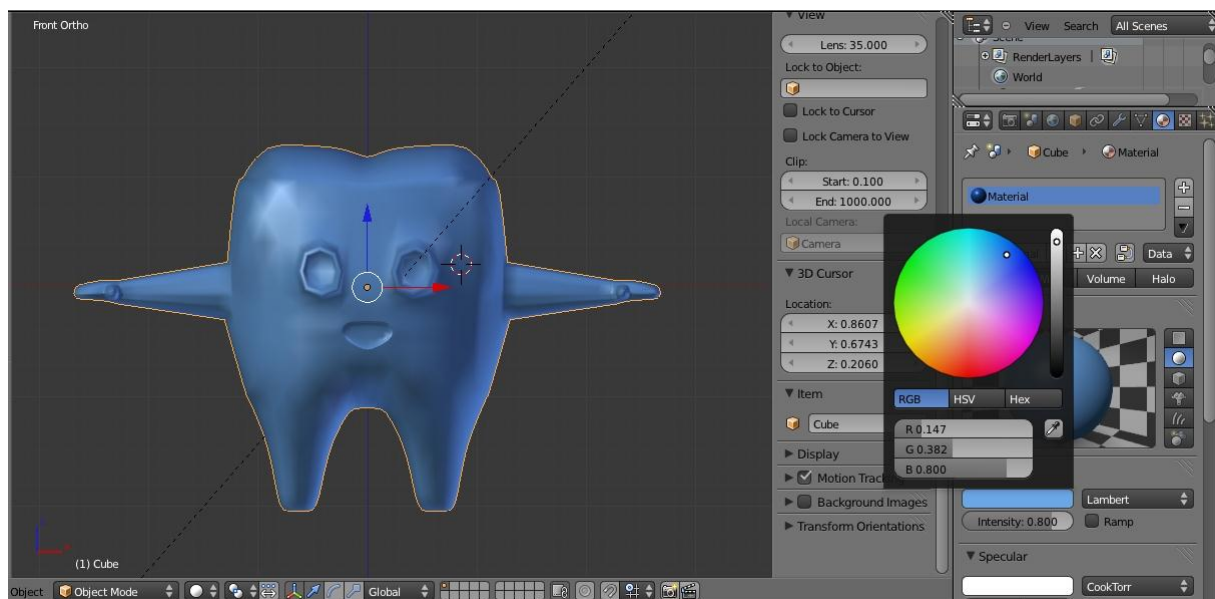 Front Ortho
(1) Cube
Object
Object Mode
Global
View
Lens: 35.000
Lock to Object:
Lock to Cursor
Lock Camera to View
Clip:
Start: 0.100
End: 1000.000
Local Camera:
Camera
3D Cursor
Location:
X: 0.8607
Y: 0.6743
Z: 0.2060
Item
Cube
Display
Motion Track
Background Images
Transform Orientations
View Search All Scenes
Scene
RenderLayers
World
Cube Material
Material
Data
Volume Halo
RGB HSV Hex
R 0.147
G 0.382
B 0.800
Lambert
Intensity: 0.800 Ramp
Specular
CookTorr